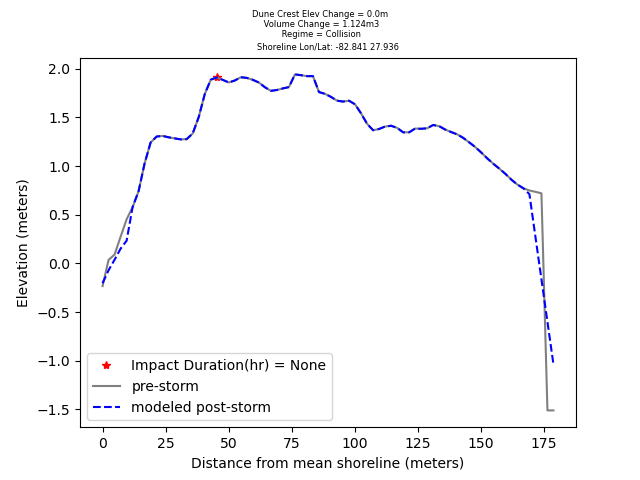 Dune Crest Elev Change = 0.0m
Volume Change = 1.124m3
Regime = Collision
Shoreline Lon/Lat: -82.841 27.936
2.0
1.5
1.0
0.5
0.0
−0.5
−1.0
−1.5
Elevation (meters)
Impact Duration(hr) = None
pre-storm
modeled post-storm
0
25
50
75
100
125
150
175
Distance from mean shoreline (meters)